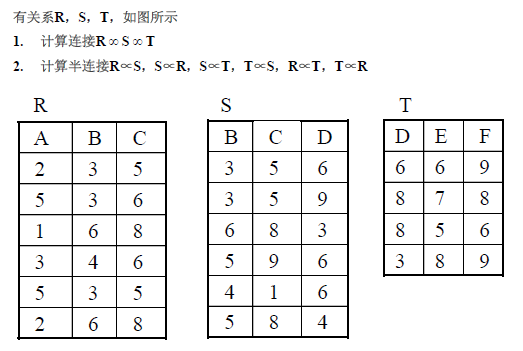 有关系R，S，T，如图所示
1. 计算连接R∞S∞T
2. 计算半连接R∝S，S∝R，S∝T，T∝S，R∝T，T∝R
R S T
A B C B C D D E F
2 3 5 3 5 6 6 6 9
5 3 6 3 5 9 8 7 8
1 6 8 6 8 3 8 5 6
3 4 6 5 9 6 3 8 9
5 3 5 4 1 6
2 6 8 5 8 4